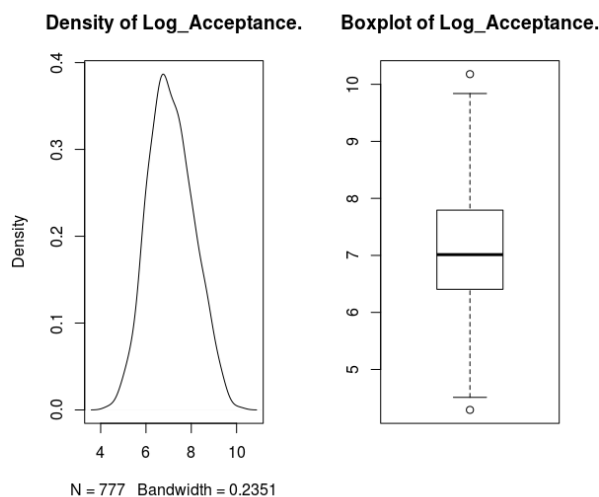 Density of Log_Acceptance.
Boxplot of Log_Acceptance.
Density
0.0
0.1
0.2
0.3
0.4
4 6 8 10
N = 777 Bandwidth = 0.2351
5
6
7
8
9
10